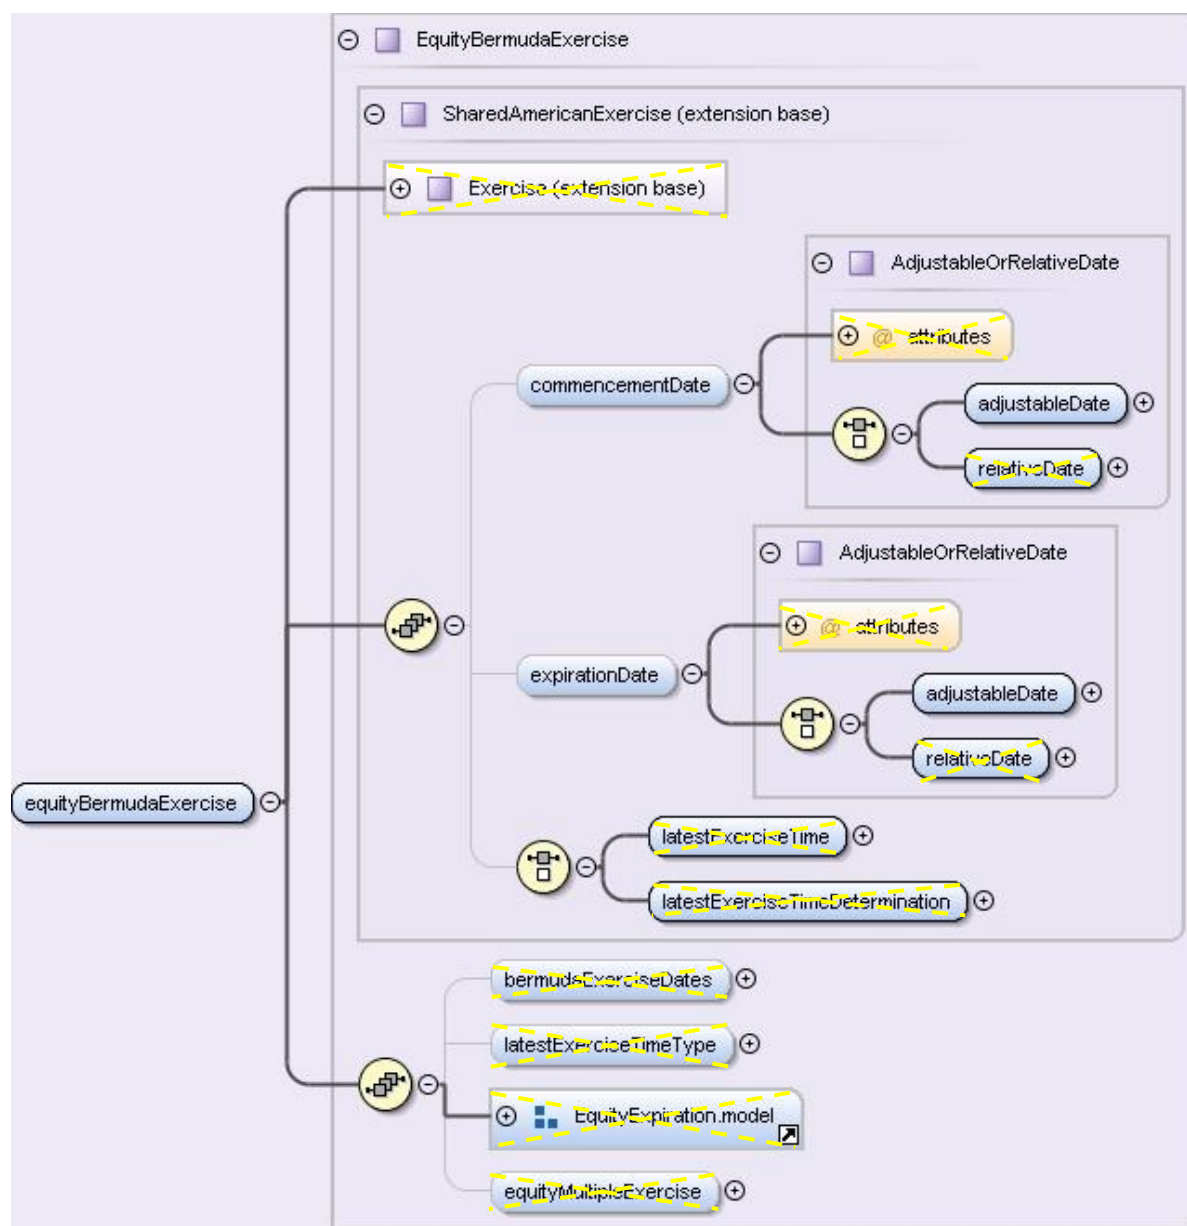 EquityBermudaExercise
SharedAmericanExercise (extension base)
Exercise (extension base)
AdjustableOrRelativeDate
@ attributes
commencementDate
adjustableDate
relativeDate
AdjustableOrRelativeDate
@ attributes
expirationDate
adjustableDate
relativeDate
equityBermudaExercise
latestExerciseTime
latestExerciseTimeDetermination
bermudaExerciseDates
latestExerciseTimeType
EquityExpiration.model
equityMultipleExercise